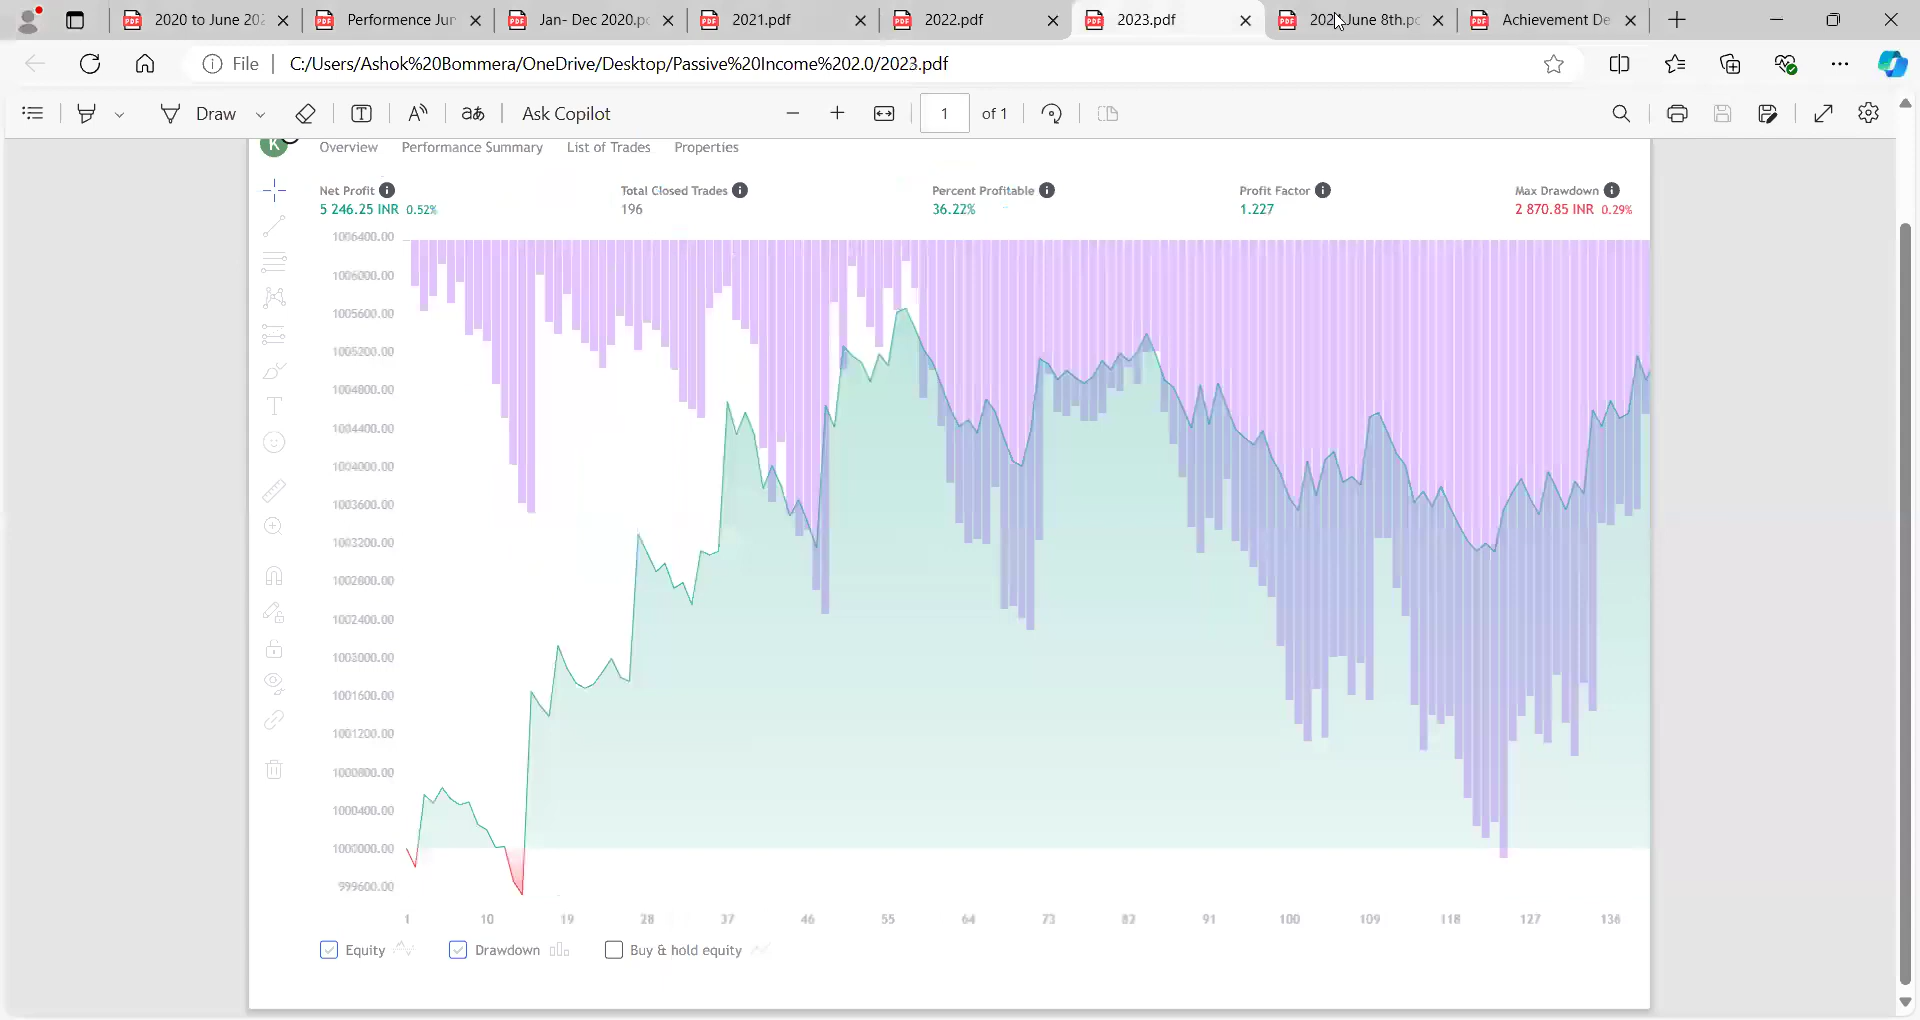 2020 to June 202
Performence Jur
Jan- Dec 2020.pc
2021.pdf
2022.pdf
2023.pdf
June 8th.pc
Achievement De
File
C:/Users/Ashok%20Bommera/OneDrive/Desktop/Passive%20Income%202.0/2023.pdf
Draw
Ask Copilot
1
of 1
K
Overview
Performance Summary
List of Trades
Properties
Net Profit
Total Closed Trades
Percent Profitable
Profit Factor
Max Drawdown
5 246.25 INR 0.52%
196
36.22%
1.227
2 870.85 INR 0.29%
1006400.00
1006000.00
1005600.00
1005200.00
1004800.00
1004400.00
1004000.00
1003600.00
1003200.00
1002800.00
1002400.00
1002000.00
1001600.00
1001200.00
1000800.00
1000400.00
1000000.00
999600.00
1 10 19 28 37 46 55 64 73 82 91 100 109 118 127 136
Equity
Drawdown
Buy & hold equity